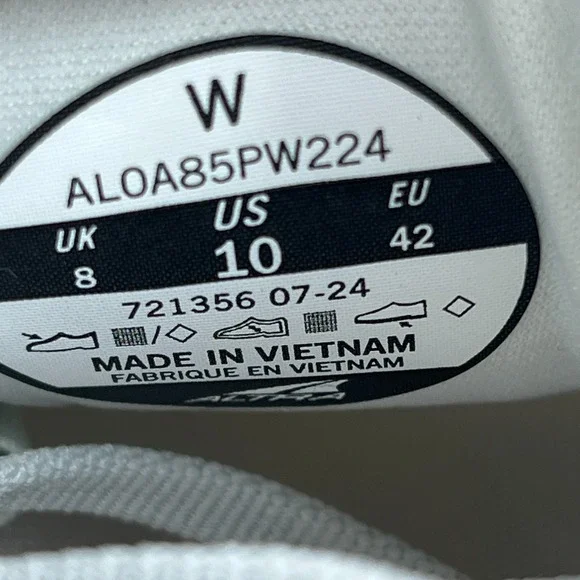 W
AL0A85PW224
UK US EU
8 10 42
721356 07-24
MADE IN VIETNAM
FABRIQUE EN VIETNAM
ALTRA